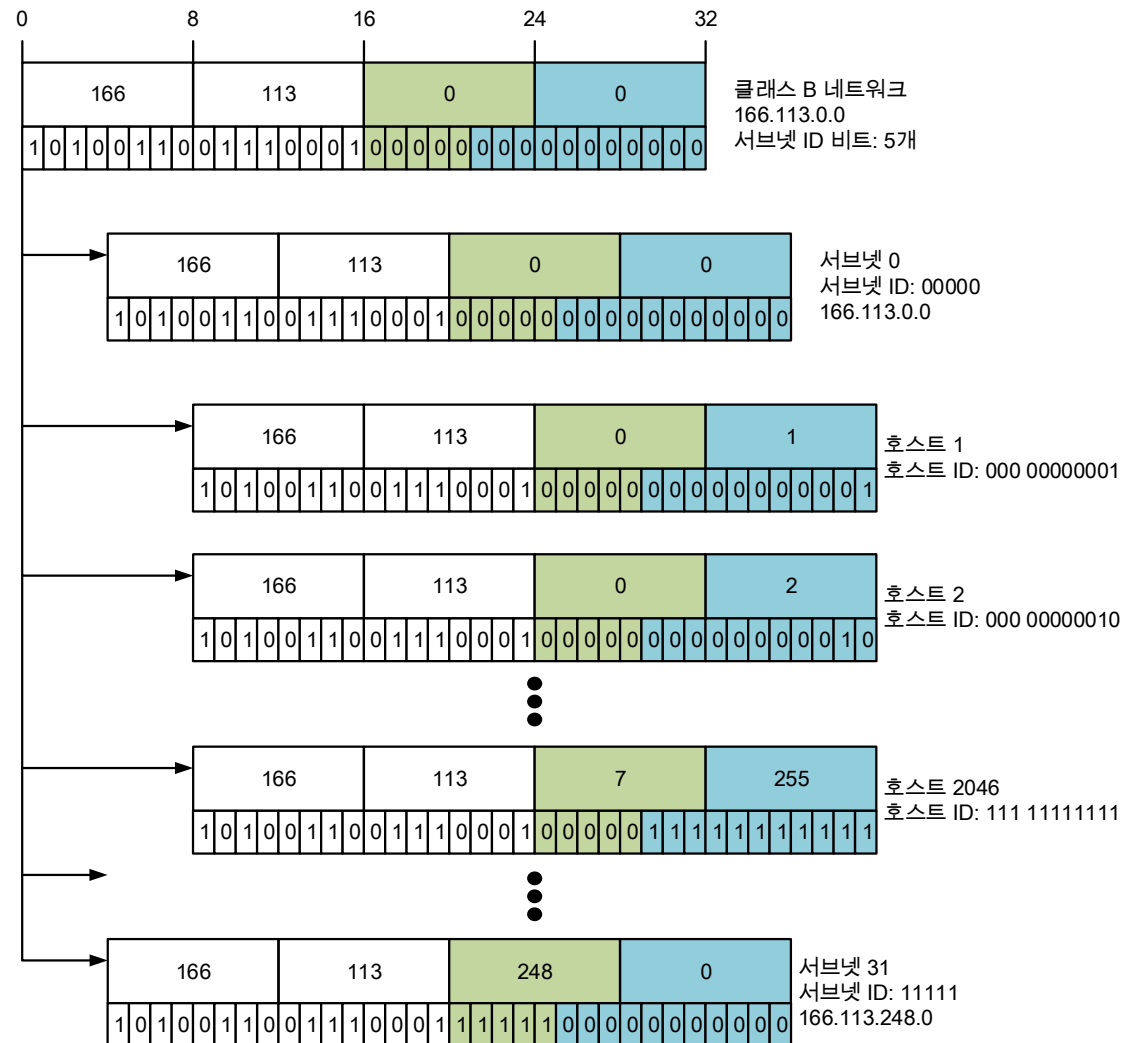 0 8 16 24 32
166 113 0 0
1 0 1 0 0 1 1 0 0 1 1 1 0 0 0 1 0 0 0 0 0 0 0 0 0 0 0 0 0 0 0 0
클래스 B 네트워크
166.113.0.0
서브넷 ID 비트: 5개
166 113 0 0
1 0 1 0 0 1 1 0 0 1 1 1 0 0 0 1 0 0 0 0 0 0 0 0 0 0 0 0 0 0 0 0
서브넷 0
서브넷 ID: 00000
166.113.0.0
166 113 0 1
1 0 1 0 0 1 1 0 0 1 1 1 0 0 0 1 0 0 0 0 0 0 0 0 0 0 0 0 0 0 0 1
호스트 1
호스트 ID: 000 00000001
166 113 0 2
1 0 1 0 0 1 1 0 0 1 1 1 0 0 0 1 0 0 0 0 0 0 0 0 0 0 0 0 0 0 1 0
호스트 2
호스트 ID: 000 00000010
166 113 7 255
1 0 1 0 0 1 1 0 0 1 1 1 0 0 0 1 0 0 0 0 0 1 1 1 1 1 1 1 1 1 1 1
호스트 2046
호스트 ID: 111 11111111
166 113 248 0
1 0 1 0 0 1 1 0 0 1 1 1 0 0 0 1 1 1 1 1 1 0 0 0 0 0 0 0 0 0 0 0
서브넷 31
서브넷 ID: 11111
166.113.248.0